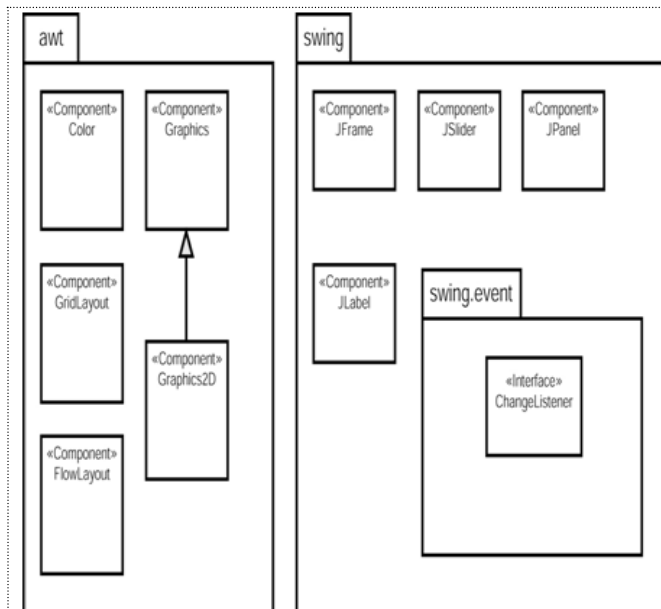 awt
«Component»
Color
«Component»
Graphics
«Component»
GridLayout
«Component»
Graphics2D
«Component»
FlowLayout
swing
«Component»
JFrame
«Component»
JSlider
«Component»
JPanel
«Component»
JLabel
swing.event
«Interface»
ChangeListener